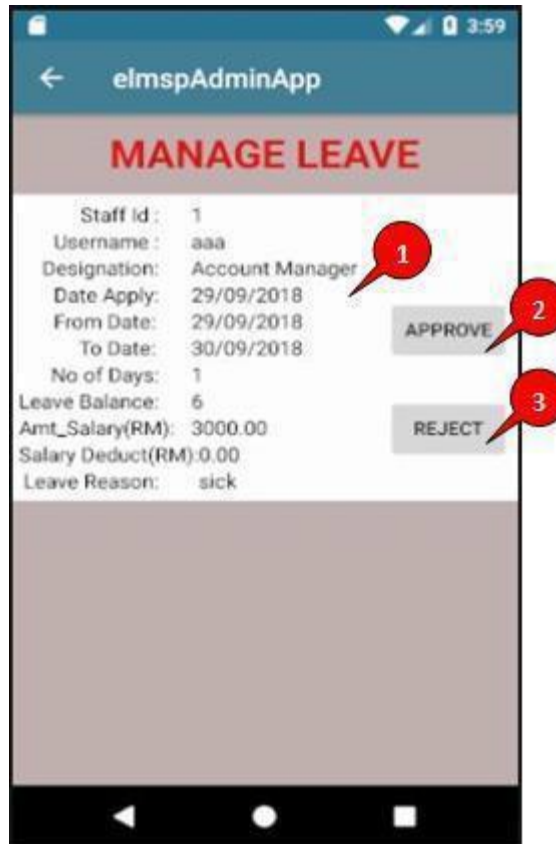 3:59
elmspAdminApp
MANAGE LEAVE
Staff Id : 1
Username : aaa
Designation: Account Manager
Date Apply: 29/09/2018
From Date: 29/09/2018
To Date: 30/09/2018
No of Days: 1
Leave Balance: 6
Amt_Salary(RM): 3000.00
Salary Deduct(RM):0.00
Leave Reason: sick
1
APPROVE
2
REJECT
3